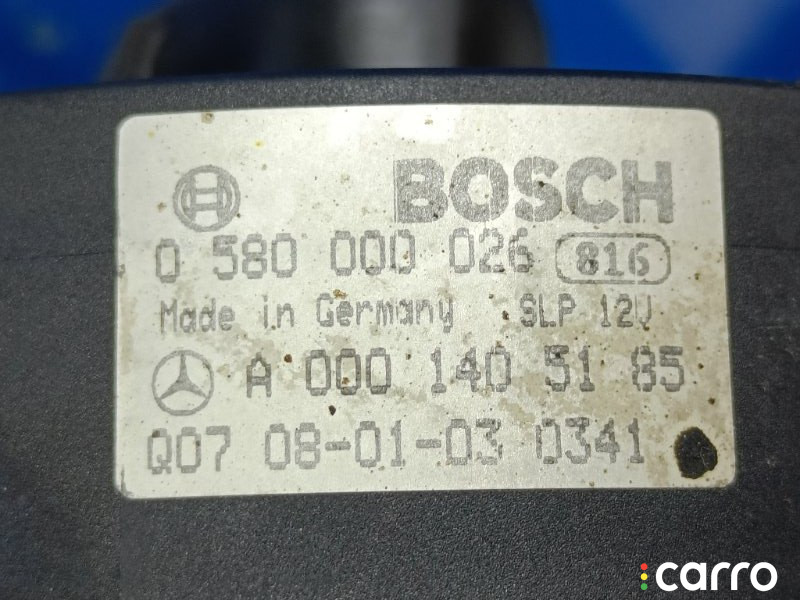 BOSCH
0 580 000 026 816
Made in Germany SLP 12V
A 000 140 51 85
Q07 08-01-03 0341
carro